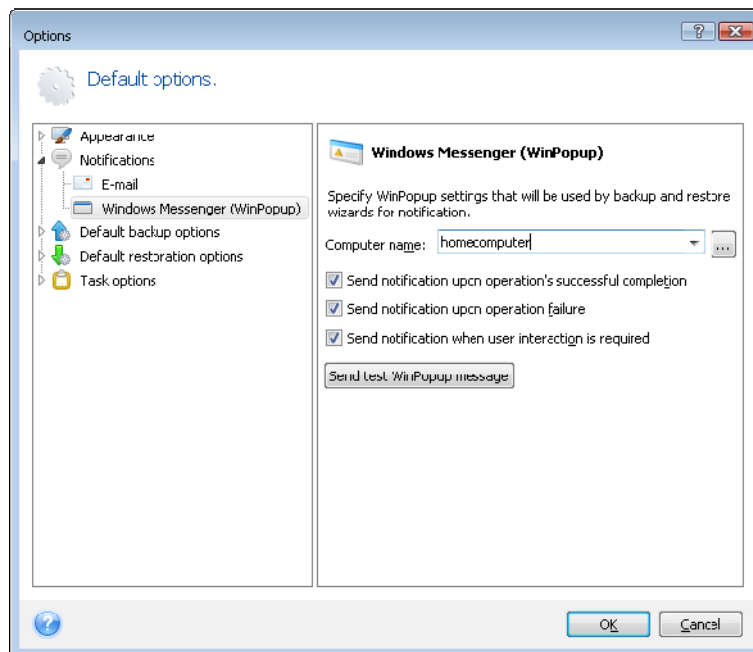 Options
Default options.
Appearance
Notifications
E-mail
Windows Messenger (WinPopup)
Default backup options
Default restoration options
Task options
Windows Messenger (WinPopup)
Specify WinPopup settings that will be used by backup and restore
wizards for notification.
Computer name: homecomputer ...
Send notification upon operation's successful completion
Send notification upon operation failure
Send notification when user interaction is required
Send test WinPopup message
? OK Cancel